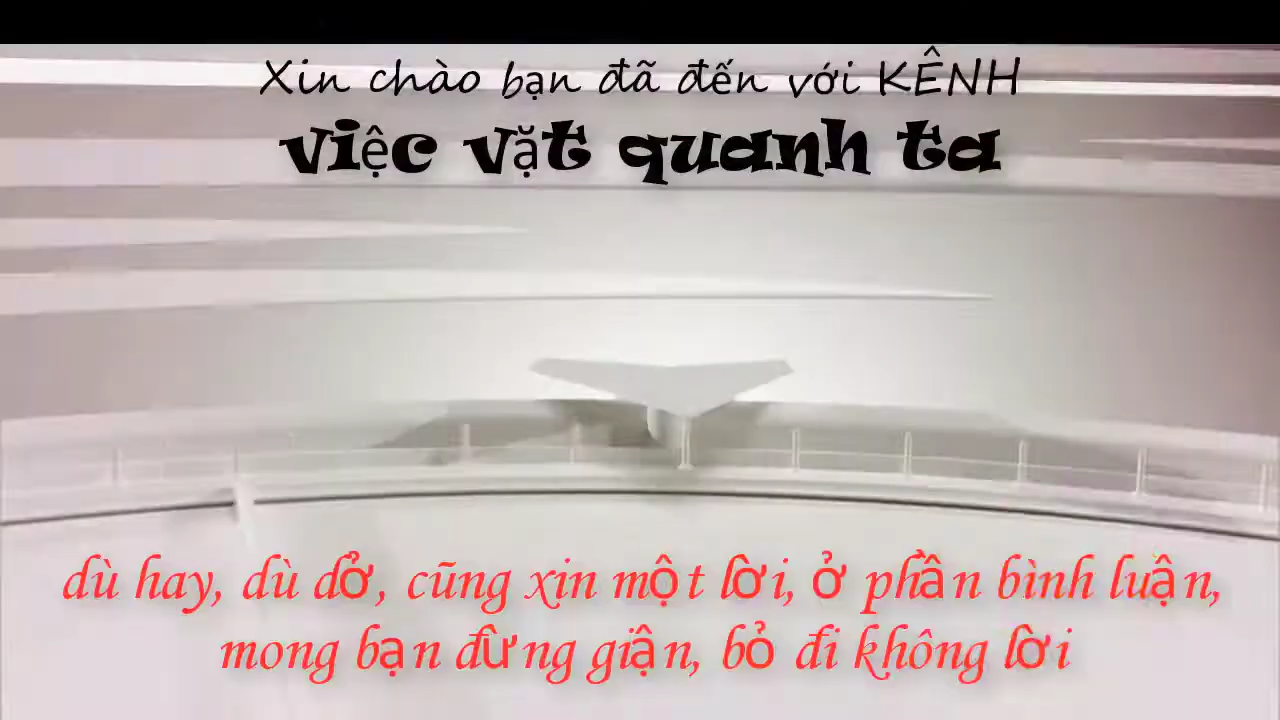 Xin chào bạn đã đến với KÊNH
việc vặt quanh ta
dù hay, dù dở, cũng xin một lời, ở phần bình luận,
mong bạn đừng giận, bỏ đi không lời